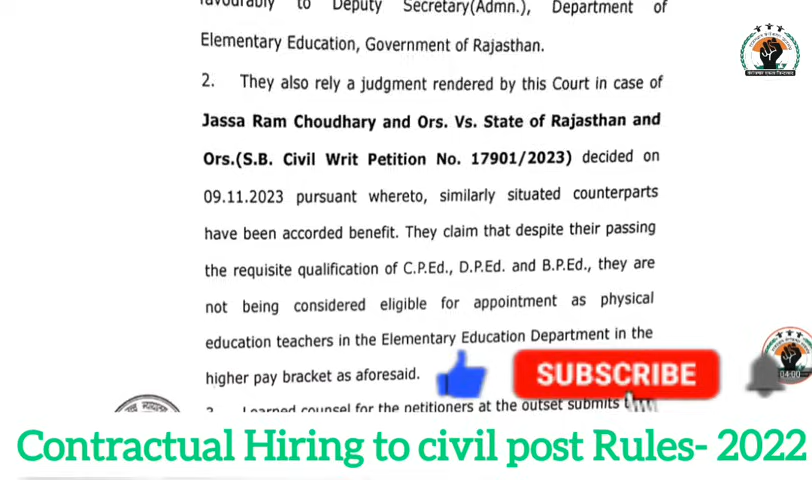 favourably to Deputy Secretary(Admn.), Department of
Elementary Education, Government of Rajasthan.
2. They also rely a judgment rendered by this Court in case of
Jassa Ram Choudhary and Ors. Vs. State of Rajasthan and
Ors.(S.B. Civil Writ Petition No. 17901/2023) decided on
09.11.2023 pursuant whereto, similarly situated counterparts
have been accorded benefit. They claim that despite their passing
the requisite qualification of C.P.Ed., D.P.Ed. and B.P.Ed., they are
not being considered eligible for appointment as physical
education teachers in the Elementary Education Department in the
higher pay bracket as aforesaid.
SUBSCRIBE
04:00
Learned counsel for the petitioners at the outset submits
Contractual Hiring to civil post Rules- 2022